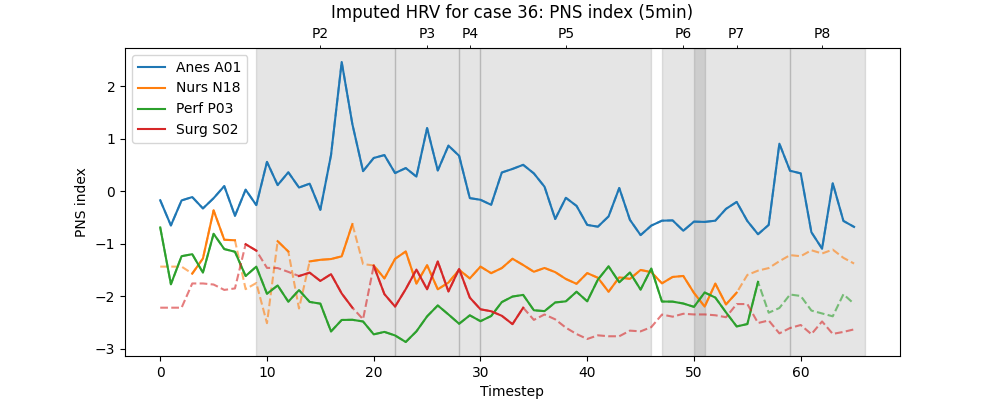 Imputed HRV for case 36: PNS index (5min)
P2 P3 P4 P5 P6 P7 P8
Anes A01
Nurs N18
Perf P03
Surg S02
PNS index
2
1
0
−1
−2
−3
0 10 20 30 40 50 60
Timestep